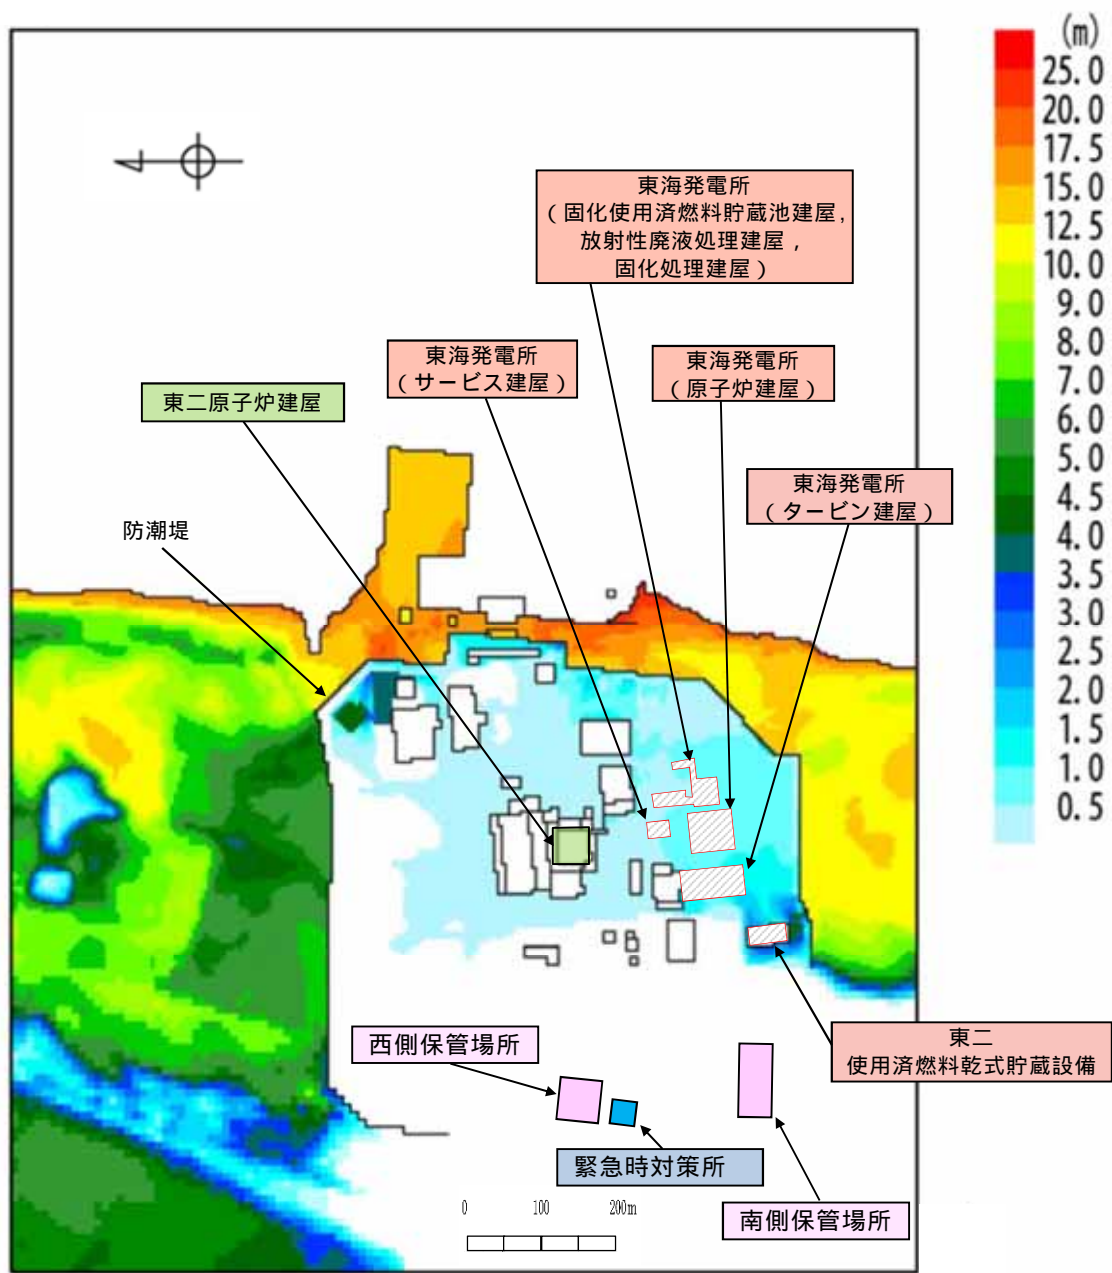 (m)
25.0
20.0
17.5
15.0
12.5
10.0
9.0
8.0
7.0
6.0
5.0
4.5
4.0
3.5
3.0
2.5
2.0
1.5
1.0
0.5
東海発電所
(固化使用済燃料貯蔵池建屋,
放射性廃液処理建屋,
固化処理建屋)
東海発電所
(サービス建屋)
東海発電所
(原子炉建屋)
東二原子炉建屋
東海発電所
(タービン建屋)
防潮堤
西側保管場所
東二
使用済燃料乾式貯蔵設備
緊急時対策所
南側保管場所
0 100 200m